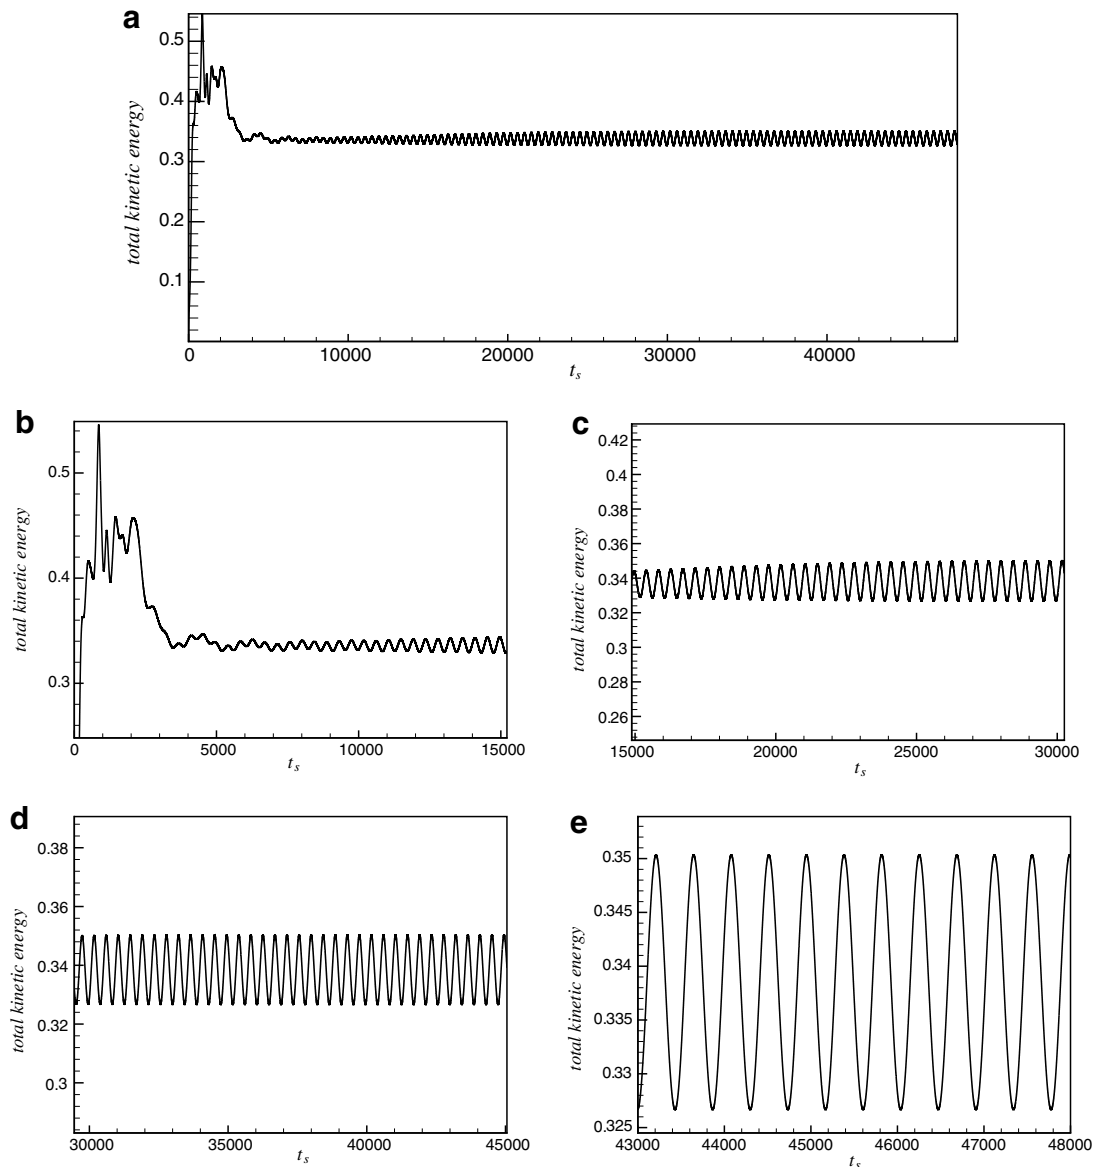 a
total kinetic energy
0.5
0.4
0.3
0.2
0.1
0 10000 20000 30000 40000
t_s
b
total kinetic energy
0.5
0.4
0.3
0 5000 10000 15000
t_s
c
total kinetic energy
0.42
0.4
0.38
0.36
0.34
0.32
0.3
0.28
0.26
15000 20000 25000 30000
t_s
d
total kinetic energy
0.38
0.36
0.34
0.32
0.3
30000 35000 40000 45000
t_s
e
total kinetic energy
0.35
0.345
0.34
0.335
0.33
0.325
43000 44000 45000 46000 47000 48000
t_s